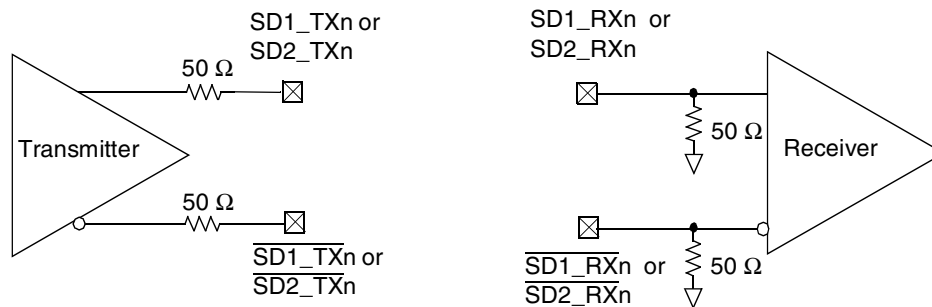 SD1_TXn or
SD2_TXn
50 Ω
Transmitter
50 Ω
SD1_TXn or
SD2_TXn
SD1_RXn or
SD2_RXn
50 Ω
Receiver
SD1_RXn or
SD2_RXn
50 Ω